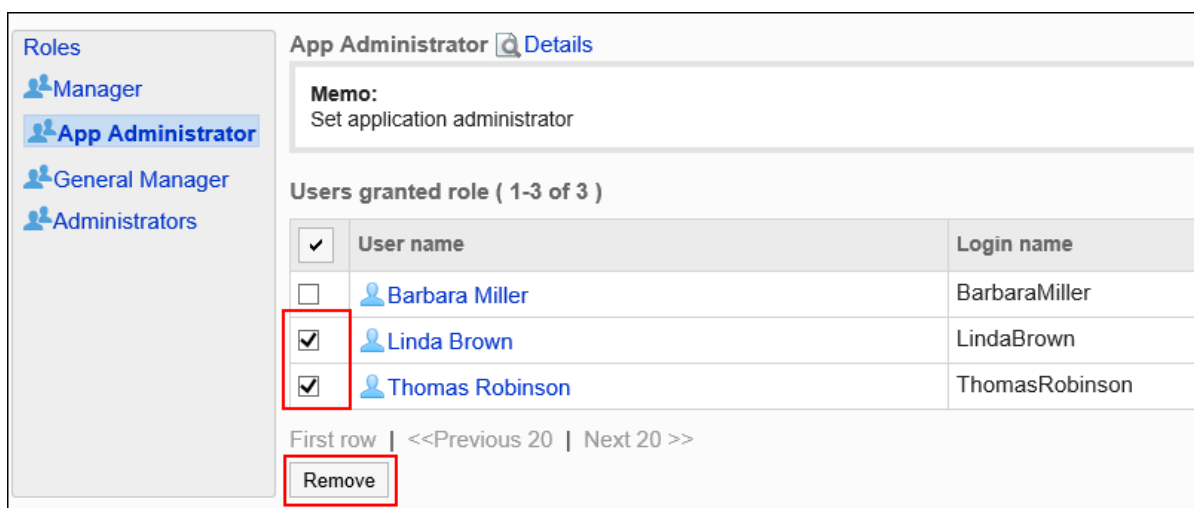 Roles
Manager
App Administrator
General Manager
Administrators
App Administrator Details
Memo:
Set application administrator
Users granted role ( 1-3 of 3 )
User name Login name
Barbara Miller BarbaraMiller
Linda Brown LindaBrown
Thomas Robinson ThomasRobinson
First row | <<Previous 20 | Next 20 >>
Remove